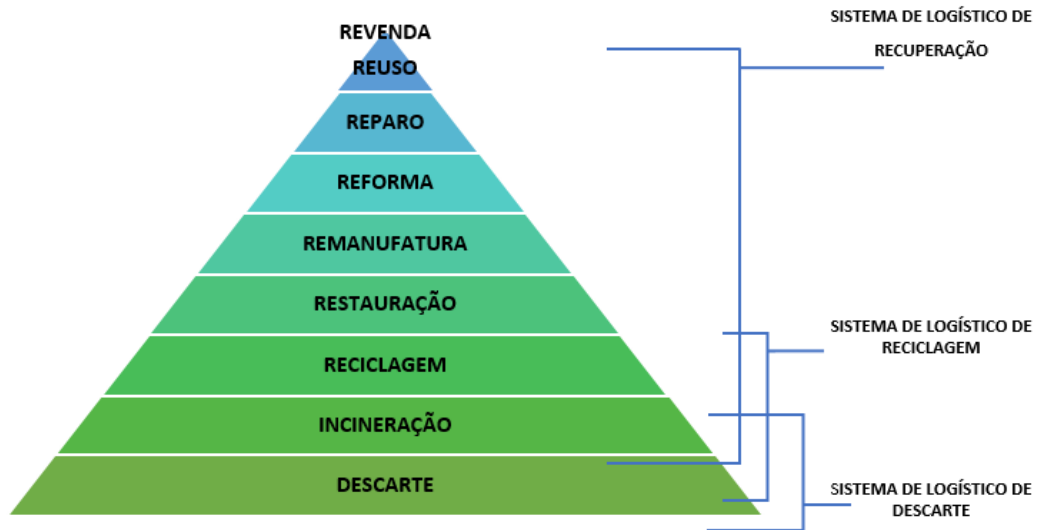 REVENDA
REUSO
REPARO
REFORMA
REMANUFATURA
RESTAURAÇÃO
RECICLAGEM
INCINERAÇÃO
DESCARTE
SISTEMA DE LOGÍSTICO DE
RECUPERAÇÃO
SISTEMA DE LOGÍSTICO DE
RECICLAGEM
SISTEMA DE LOGÍSTICO DE
DESCARTE